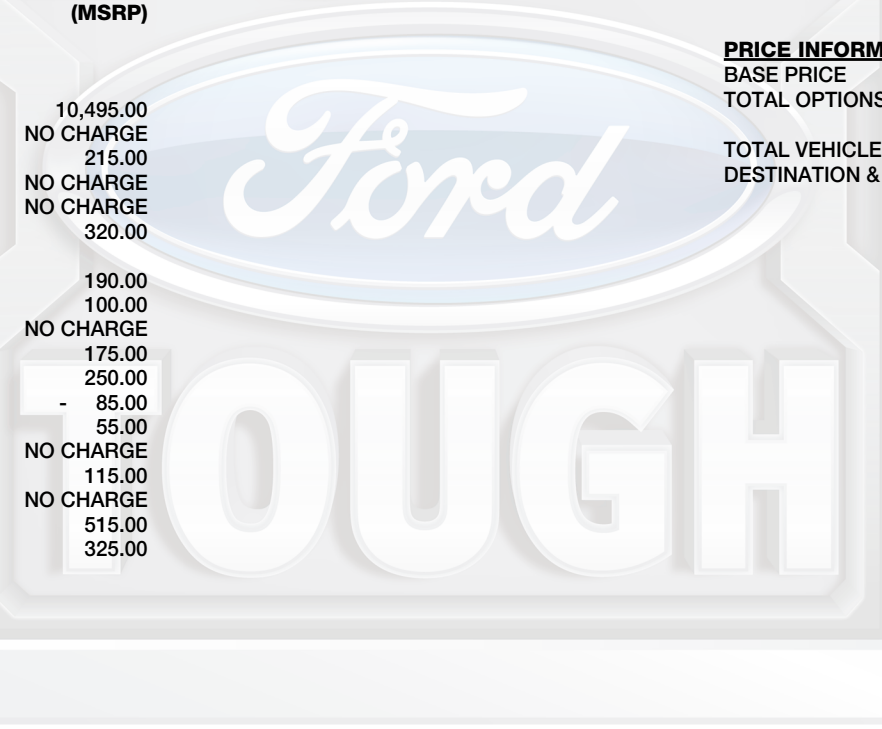 (MSRP)
10,495.00
NO CHARGE
215.00
NO CHARGE
NO CHARGE
320.00
190.00
100.00
NO CHARGE
175.00
250.00
- 85.00
55.00
NO CHARGE
115.00
NO CHARGE
515.00
325.00
PRICE INFORM
BASE PRICE
TOTAL OPTIONS
TOTAL VEHICLE
DESTINATION &
Ford
TOUGH